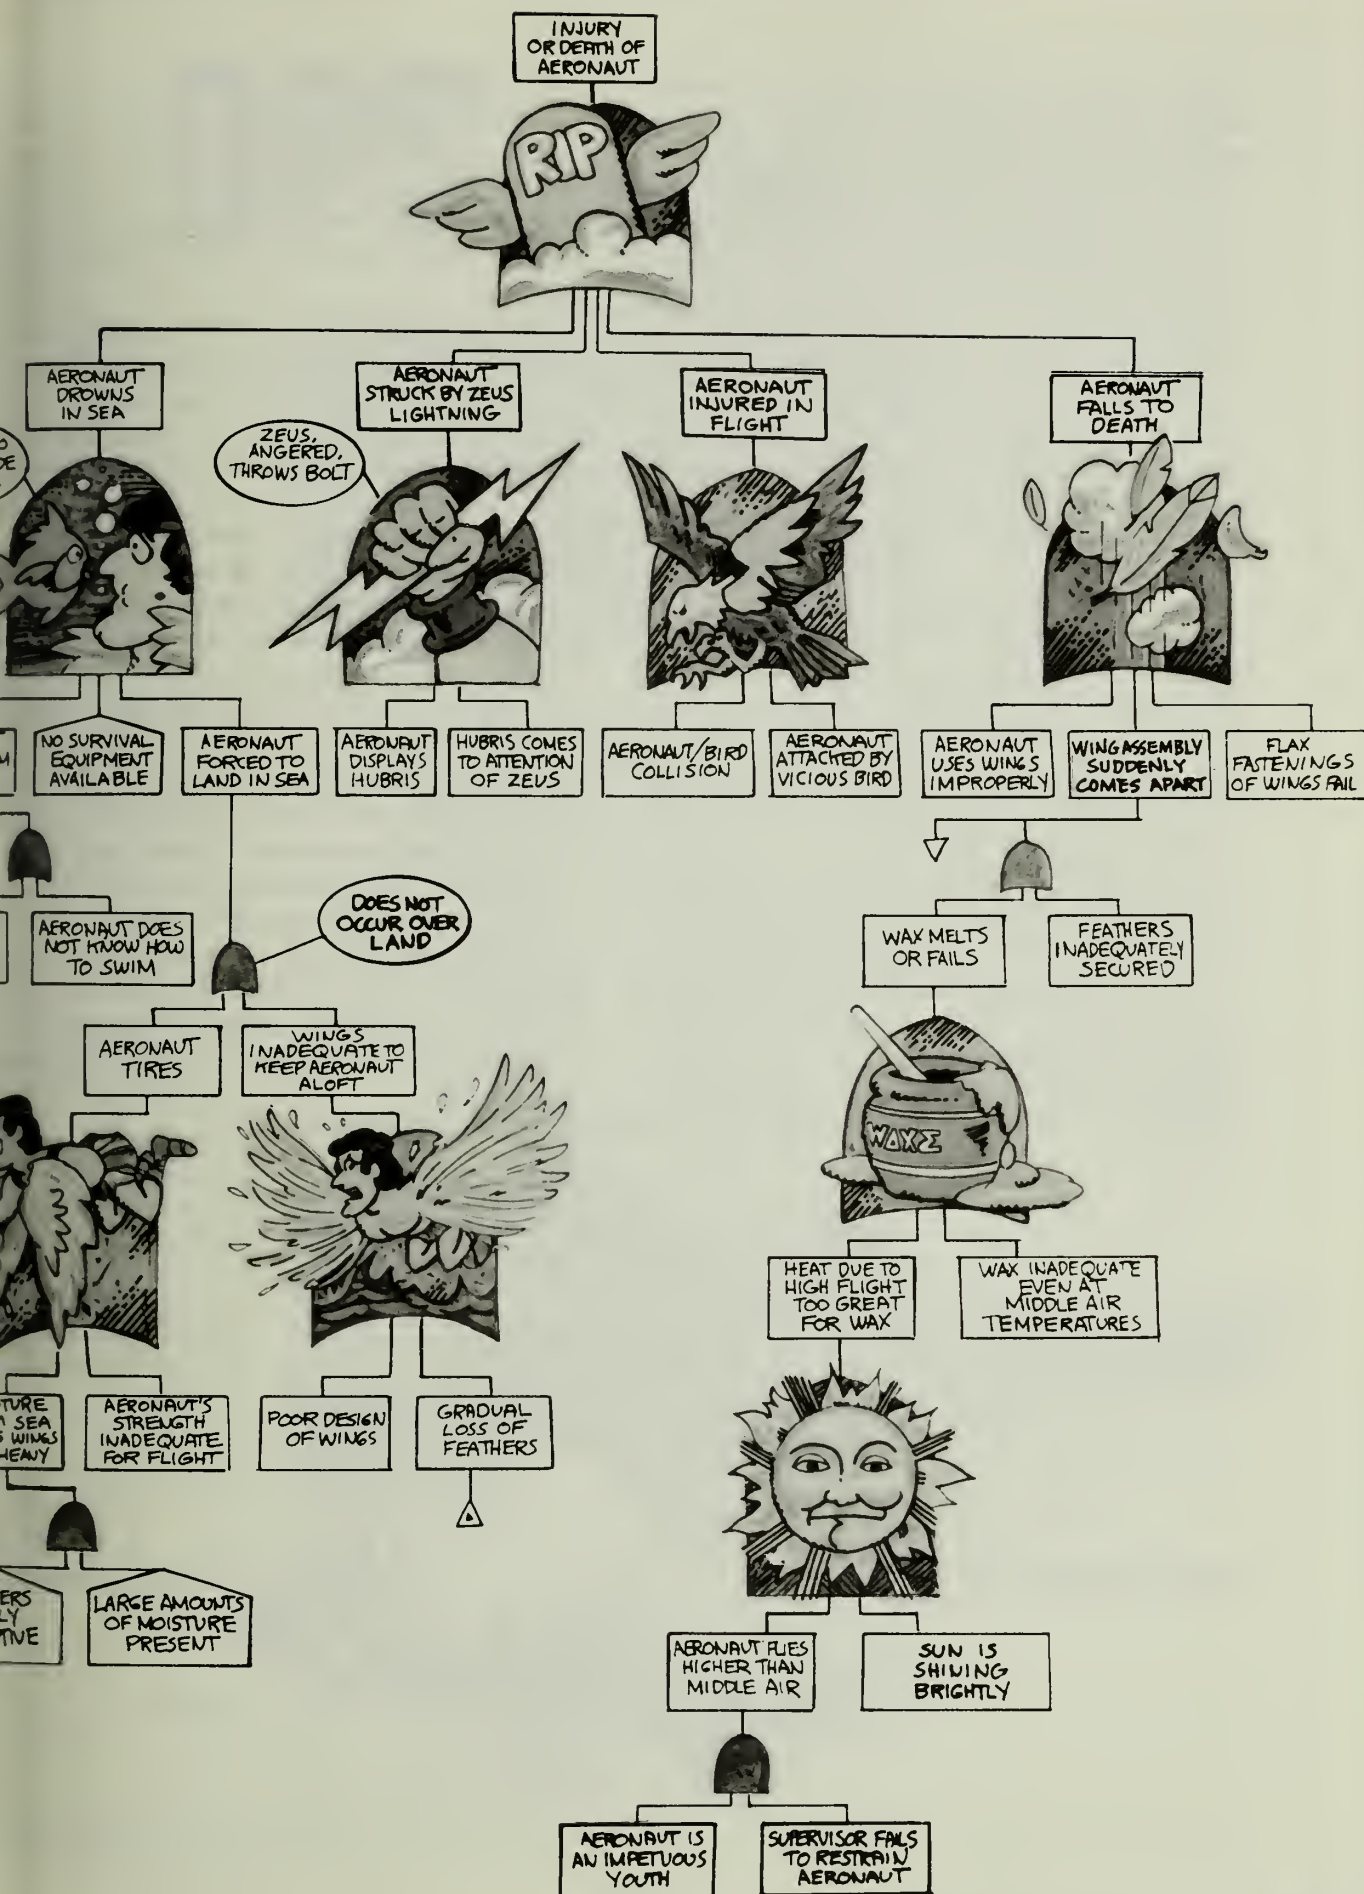 INJURY
OR DEATH OF
AERONAUT
RIP
AERONAUT
DROWNS
IN SEA
AERONAUT
STRUCK BY ZEUS
LIGHTNING
AERONAUT
INJURED IN
FLIGHT
AERONAUT
FALLS TO
DEATH
ZEUS,
ANGERED,
THROWS BOLT
NO SURVIVAL
EQUIPMENT
AVAILABLE
AERONAUT
FORCED TO
LAND IN SEA
AERONAUT
DISPLAYS
HUBRIS
HUBRIS COMES
TO ATTENTION
OF ZEUS
AERONAUT/BIRD
COLLISION
AERONAUT
ATTACKED BY
VICIOUS BIRD
AERONAUT
USES WINGS
IMPROPERLY
WING ASSEMBLY
SUDDENLY
COMES APART
FLAX
FASTENINGS
OF WINGS FAIL
AERONAUT DOES
NOT KNOW HOW
TO SWIM
DOES NOT
OCCUR OVER
LAND
WAX MELTS
OR FAILS
FEATHERS
INADEQUATELY
SECURED
AERONAUT
TIRES
WINGS
INADEQUATE TO
KEEP AERONAUT
ALOFT
WAXΣ
HEAT DUE TO
HIGH FLIGHT
TOO GREAT
FOR WAX
WAX INADEQUATE
EVEN AT
MIDDLE AIR
TEMPERATURES
SEA
WINGS
HEAVY
AERONAUT'S
STRENGTH
INADEQUATE
FOR FLIGHT
POOR DESIGN
OF WINGS
GRADUAL
LOSS OF
FEATHERS
LARGE AMOUNTS
OF MOISTURE
PRESENT
AERONAUT FLIES
HIGHER THAN
MIDDLE AIR
SUN IS
SHINING
BRIGHTLY
AERONAUT IS
AN IMPETUOUS
YOUTH
SUPERVISOR FAILS
TO RESTRAIN
AERONAUT